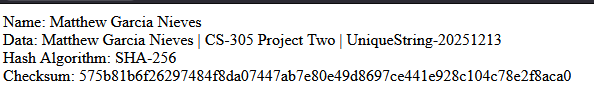 Name: Matthew Garcia Nieves
Data: Matthew Garcia Nieves | CS-305 Project Two | UniqueString-20251213
Hash Algorithm: SHA-256
Checksum: 575b81b6f26297484f8da07447ab7e80e49d8697ce441e928c104c78e2f8aca0